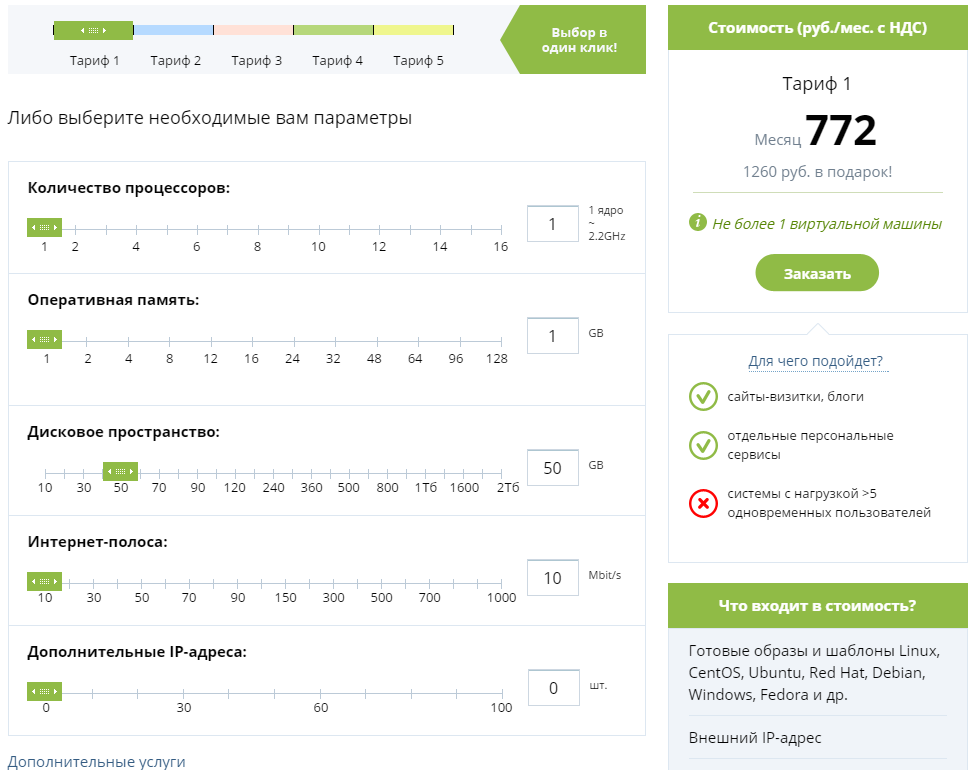 Тариф 1 Тариф 2 Тариф 3 Тариф 4 Тариф 5
Выбор в
один клик!
Либо выберите необходимые вам параметры
Количество процессоров:
1 2 4 6 8 10 12 14 16
1
1 ядро
~
2.2GHz
Оперативная память:
1 2 4 8 12 16 24 32 48 64 96 128
1
GB
Дисковое пространство:
10 30 50 70 90 120 240 360 500 800 1Тб 1600 2Тб
50
GB
Интернет-полоса:
10 30 50 70 90 150 300 500 700 1000
10
Mbit/s
Дополнительные IP-адреса:
0 30 60 100
0
шт.
Дополнительные услуги
Стоимость (руб./мес. с НДС)
Тариф 1
Месяц 772
1260 руб. в подарок!
i Не более 1 виртуальной машины
Заказать
Для чего подойдет?
сайты-визитки, блоги
отдельные персональные
сервисы
системы с нагрузкой >5
одновременных пользователей
Что входит в стоимость?
Готовые образы и шаблоны Linux,
CentOS, Ubuntu, Red Hat, Debian,
Windows, Fedora и др.
Внешний IP-адрес